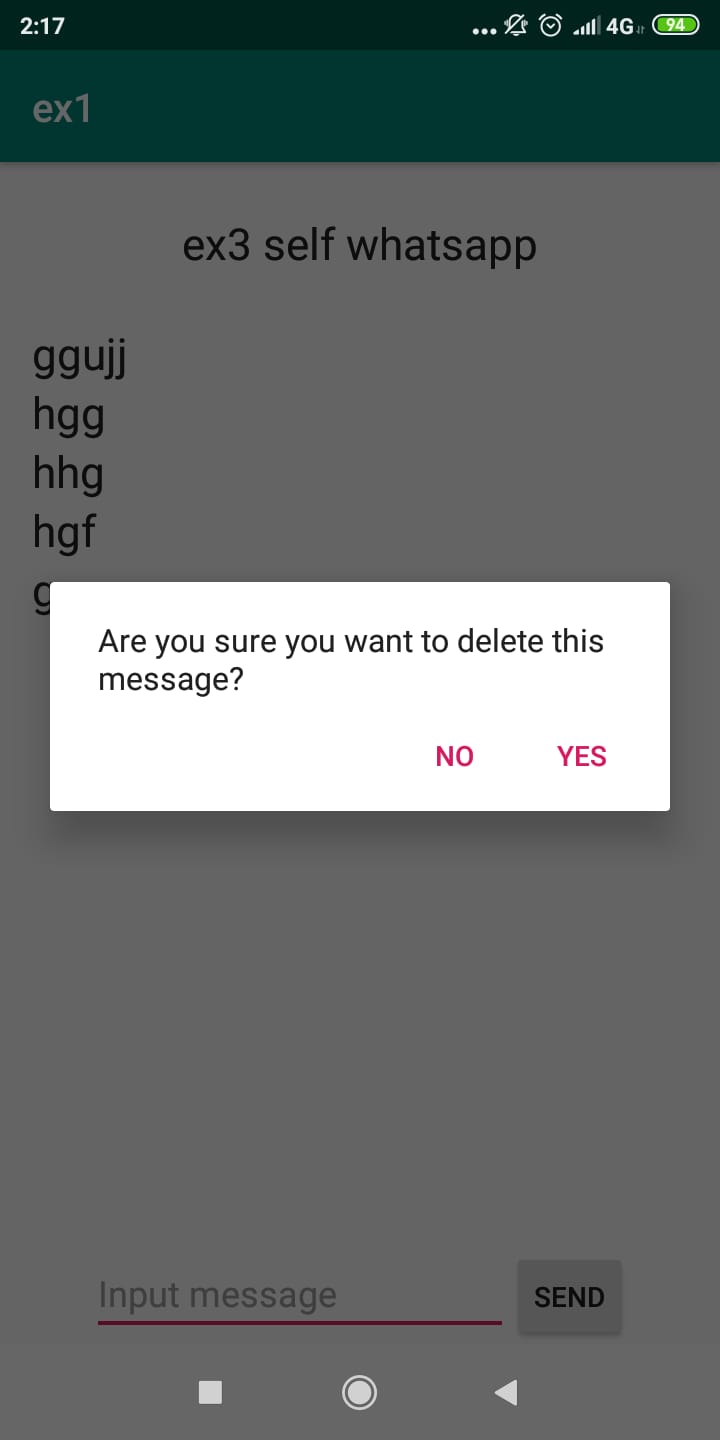 2:17
4G
94
ex1
ex3 self whatsapp
ggujj
hgg
hhg
hgf
Are you sure you want to delete this
message?
NO YES
Input message
SEND